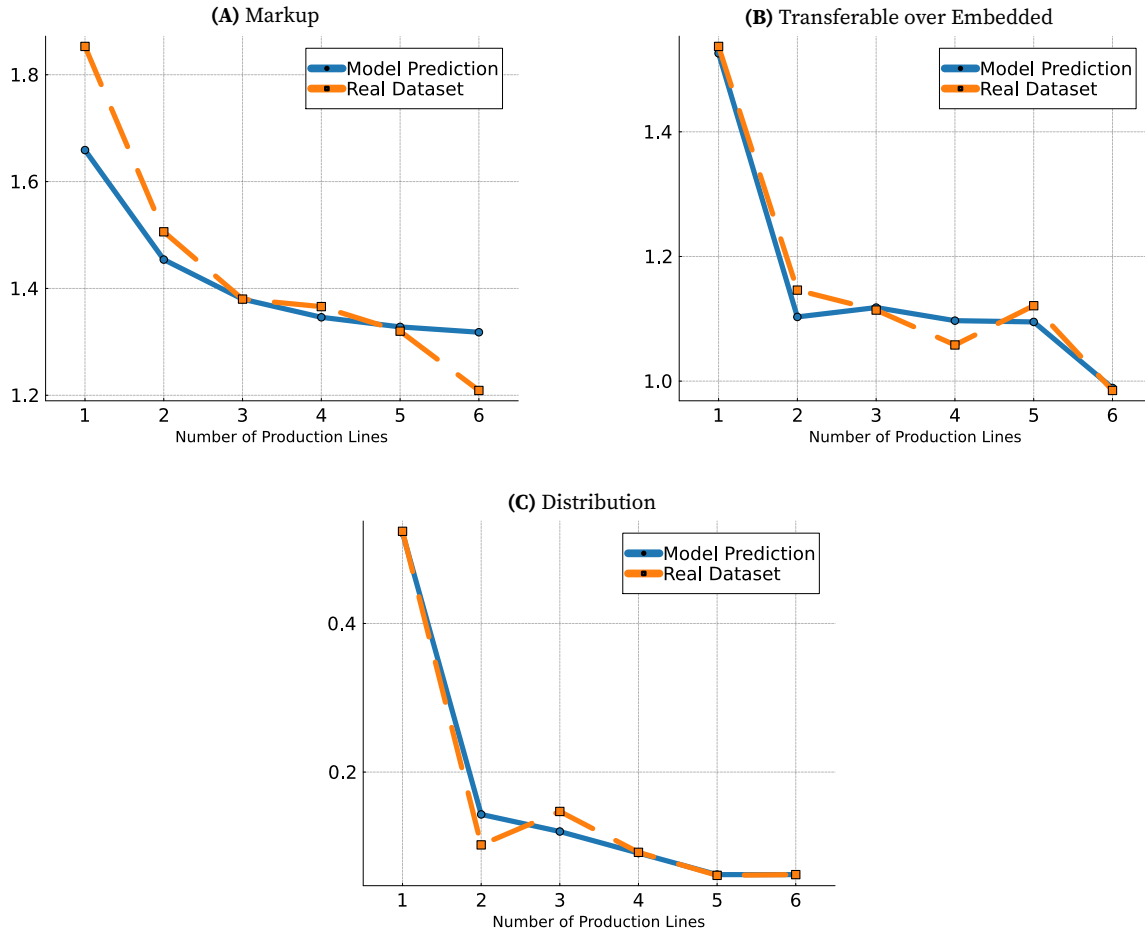 (A) Markup
1.8
1.6
1.4
1.2
Model Prediction
Real Dataset
1 2 3 4 5 6
Number of Production Lines
(B) Transferable over Embedded
1.4
1.2
1.0
Model Prediction
Real Dataset
1 2 3 4 5 6
Number of Production Lines
(C) Distribution
0.4
0.2
Model Prediction
Real Dataset
1 2 3 4 5 6
Number of Production Lines